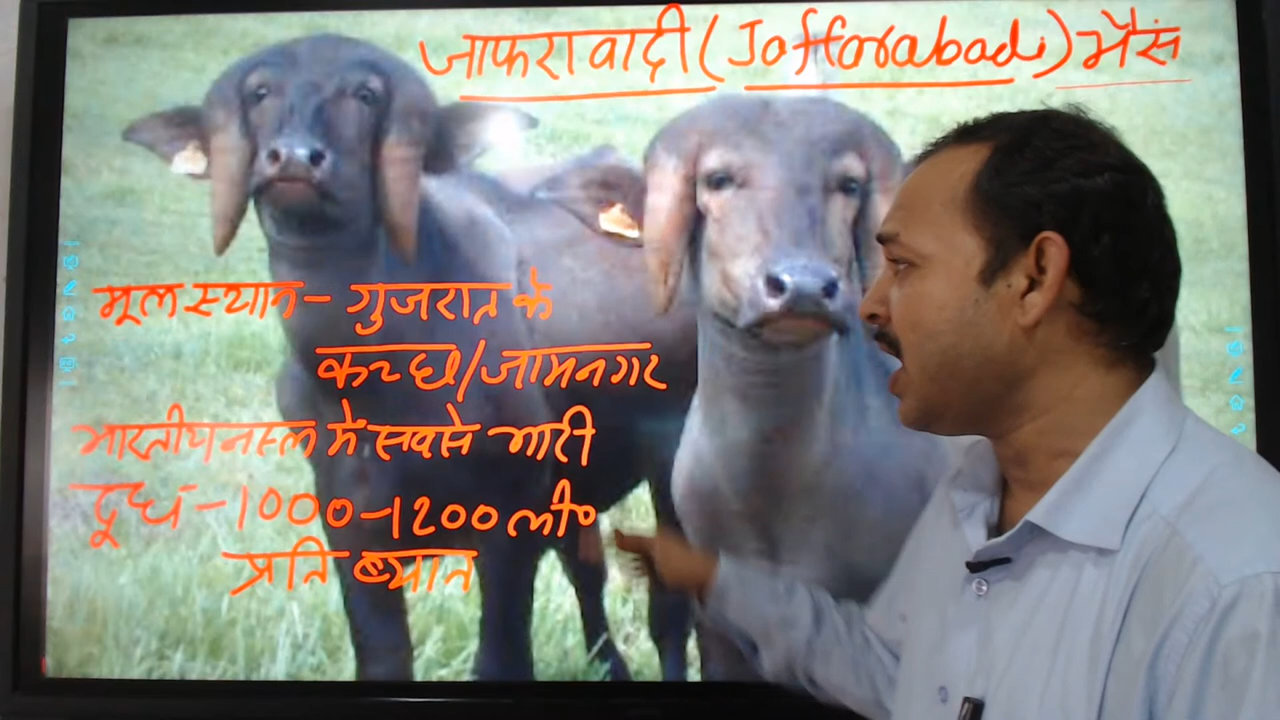 जाफरावादी (Jafforabadi) भैंस
मूल स्थान - गुजरात के
कच्छ/जामनगर
भारतीय नस्ल में सबसे भारी
दूध - 1000-1200 ली०
प्रति ब्यात